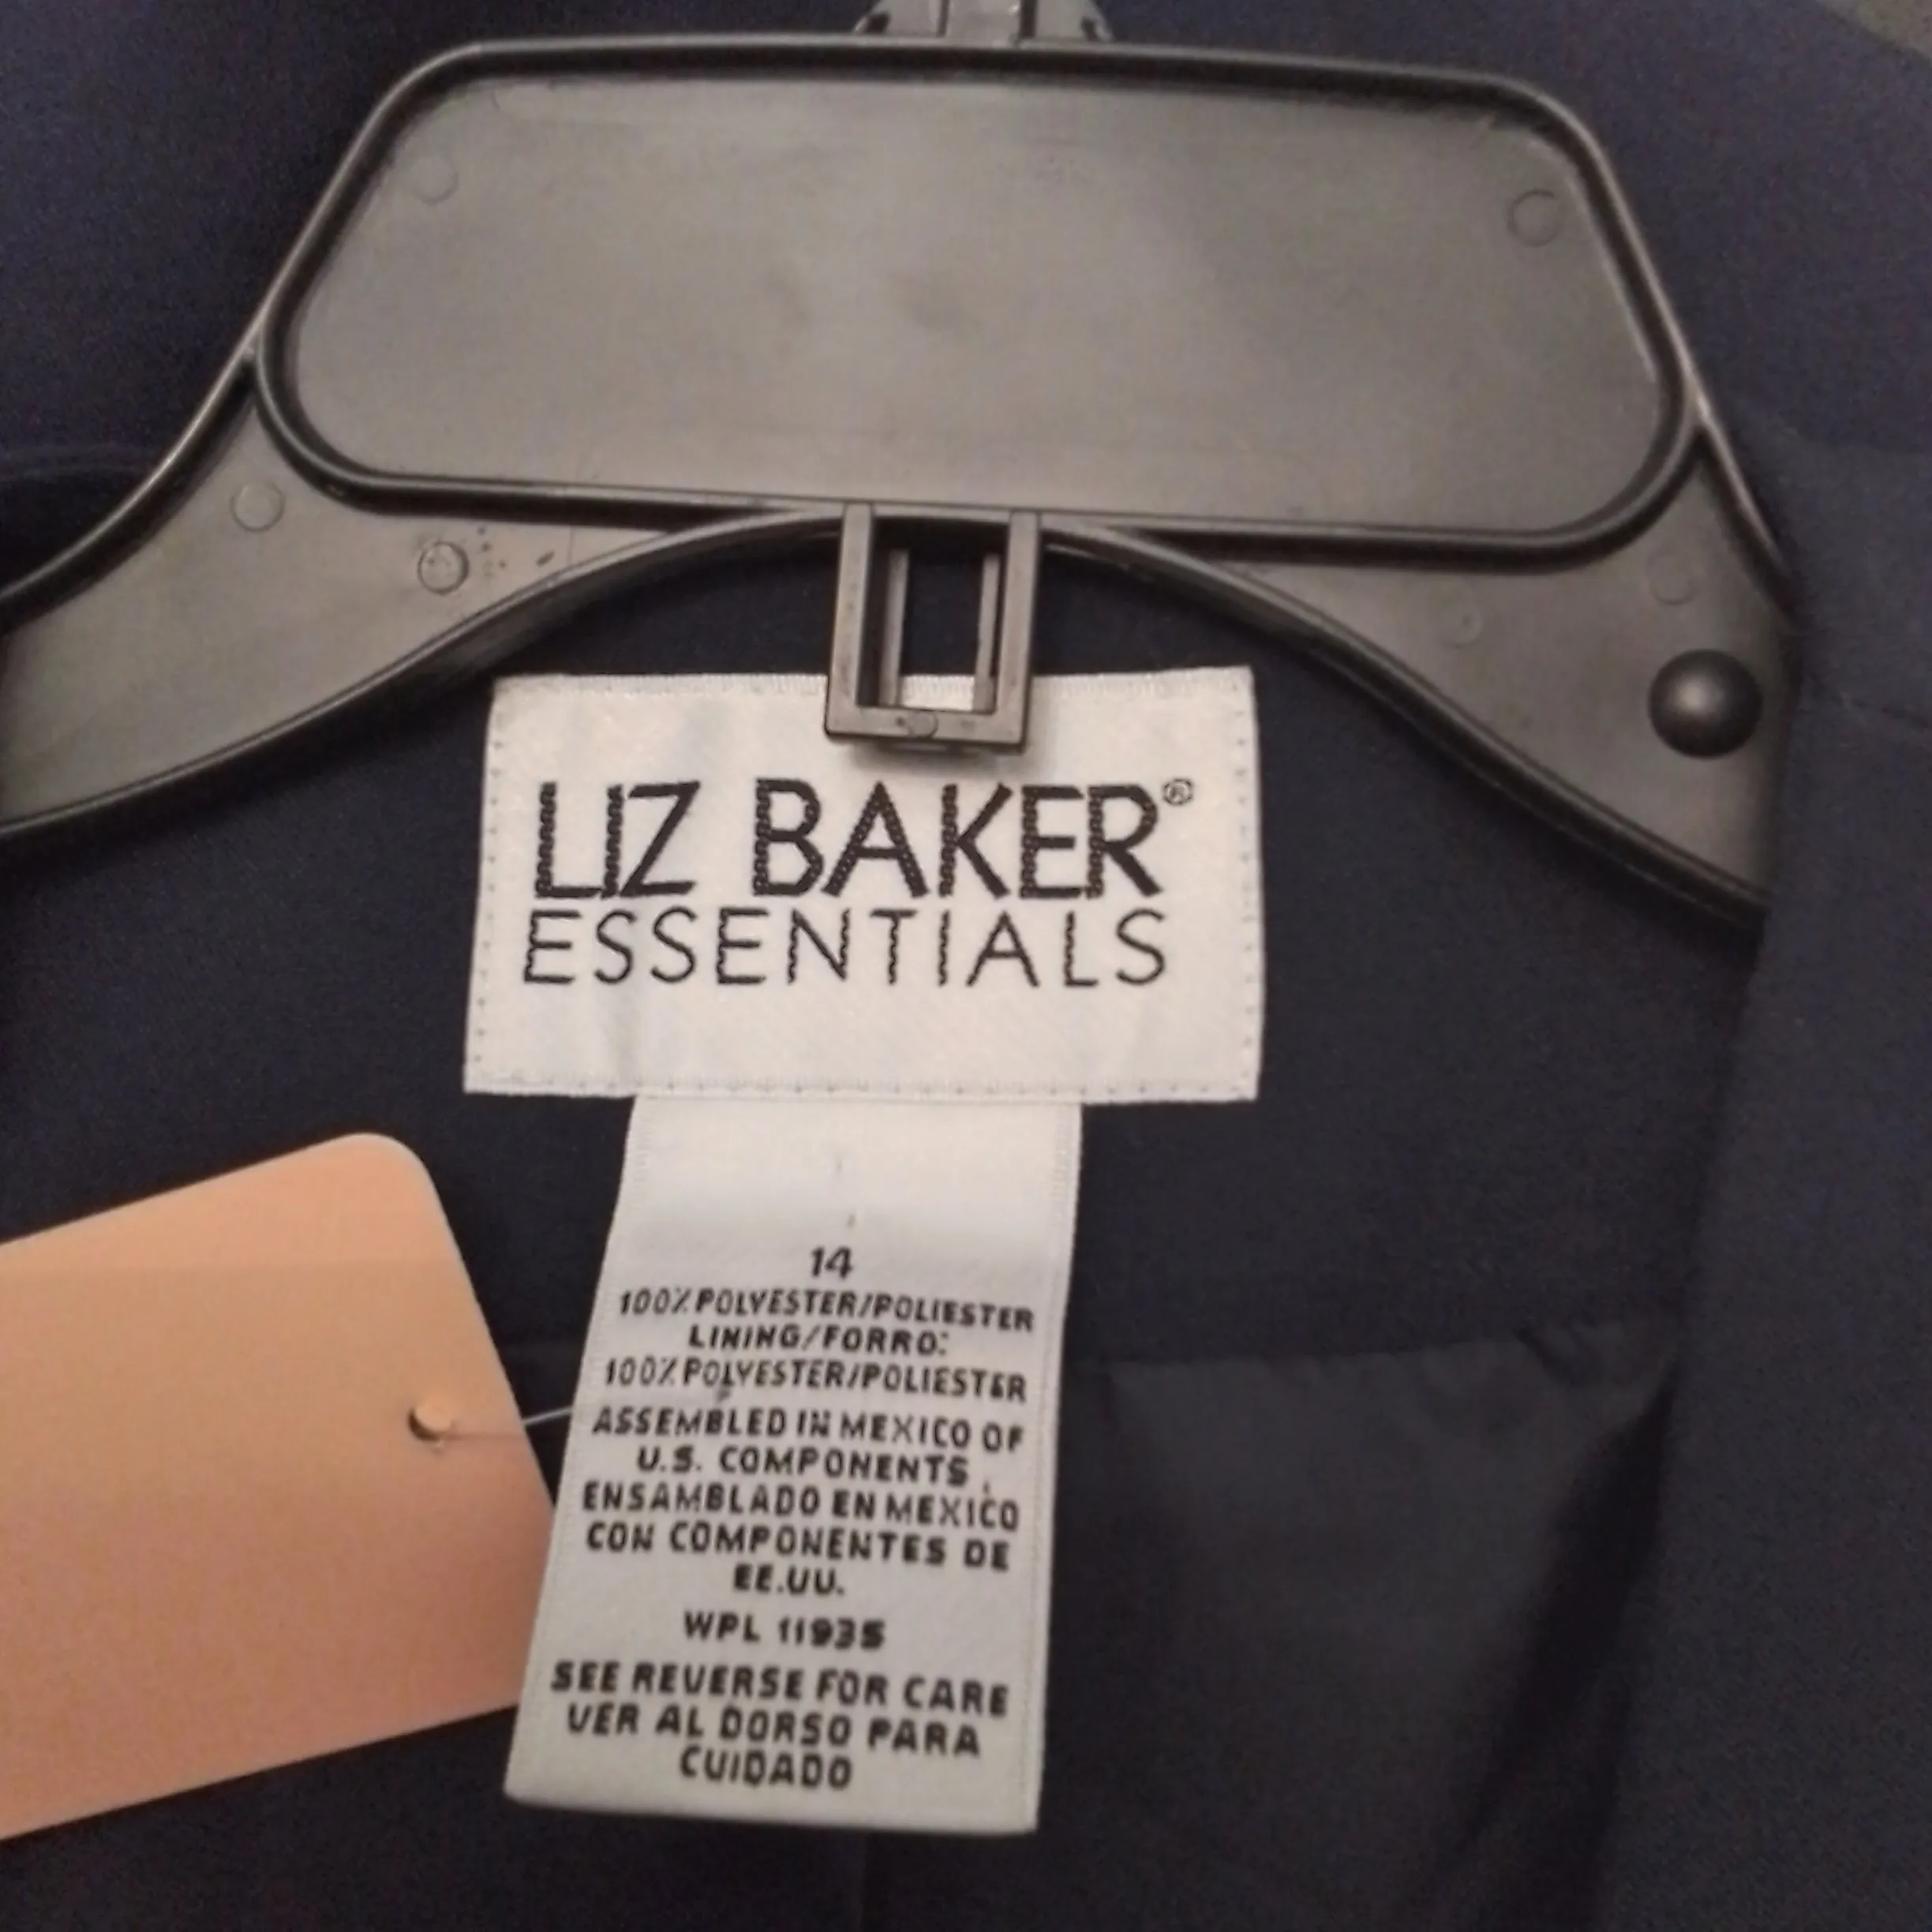 LIZ BAKER®
ESSENTIALS
14
100% POLYESTER/POLIESTER
LINING/FORRO:
100% POLYESTER/POLIESTER
ASSEMBLED IN MEXICO OF
U.S. COMPONENTS
ENSAMBLADO EN MEXICO
CON COMPONENTES DE
EE.UU.
WPL 11935
SEE REVERSE FOR CARE
VER AL DORSO PARA
CUIDADO